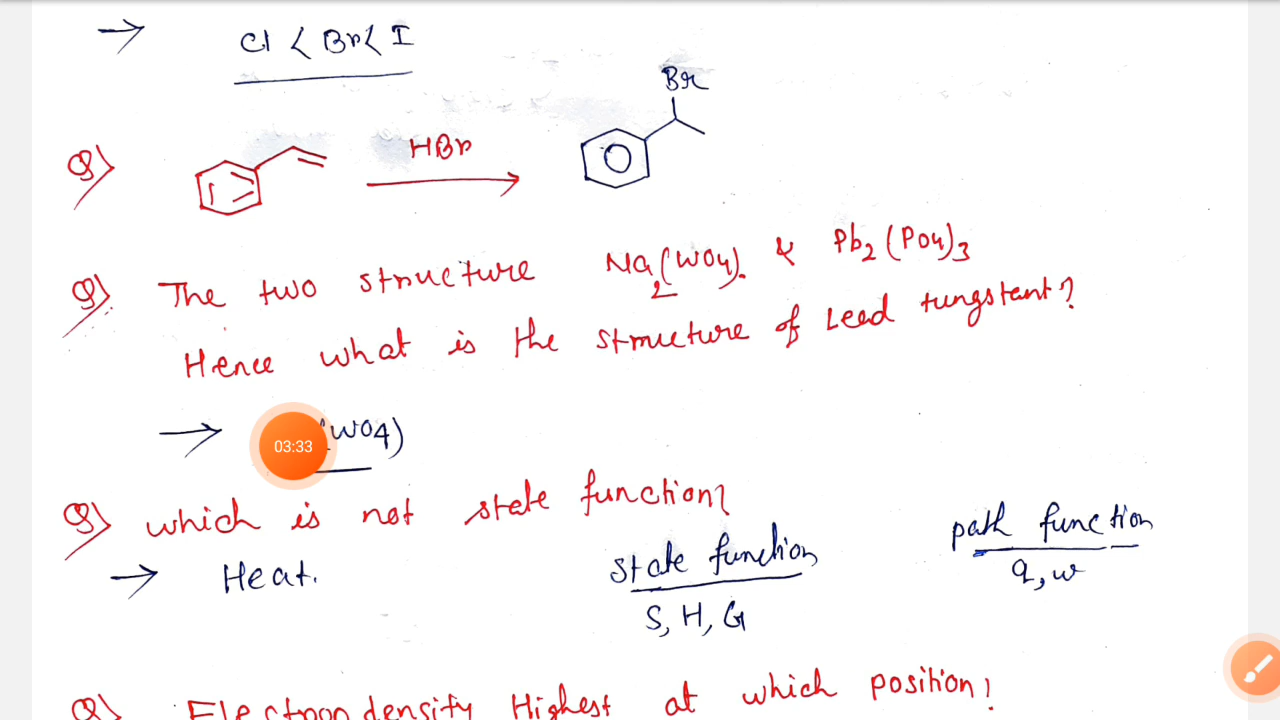 → Cl < Br < I
Br
Q) HBr
Q) The two structure Na2(WO4). & Pb2(PO4)3
Hence what is the structure of Lead tungstant?
→ (WO4)
03:33
Q) which is not state function?
→ Heat. state function path function
S, H, G q, w
Q) Electron density Highest at which position?